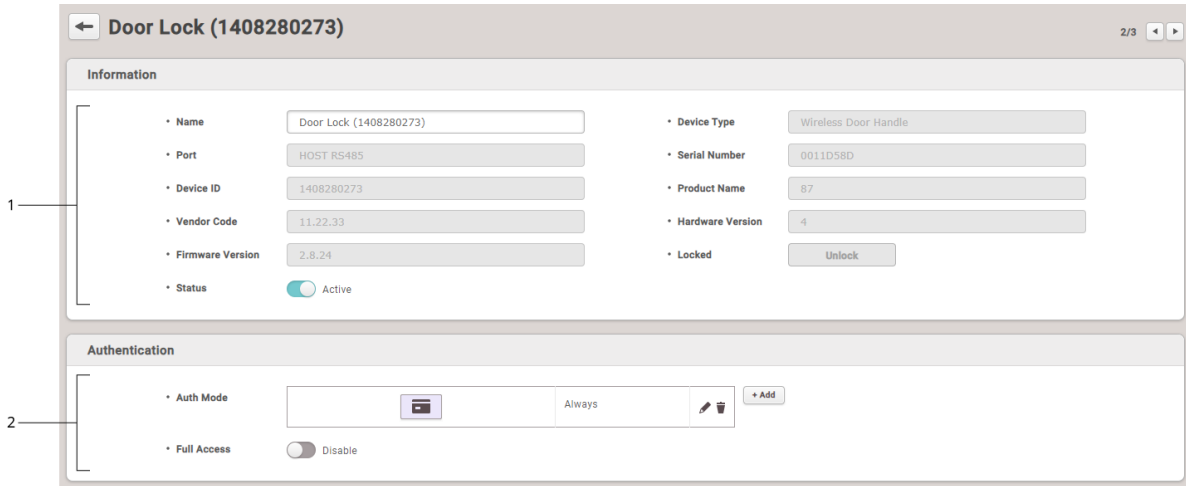 Door Lock (1408280273)
2/3
Information
1
Name Door Lock (1408280273) Device Type Wireless Door Handle
Port HOST RS485 Serial Number 0011D58D
Device ID 1408280273 Product Name 87
Vendor Code 11.22.33 Hardware Version 4
Firmware Version 2.8.24 Locked Unlock
Status Active
Authentication
2
Auth Mode Always + Add
Full Access Disable